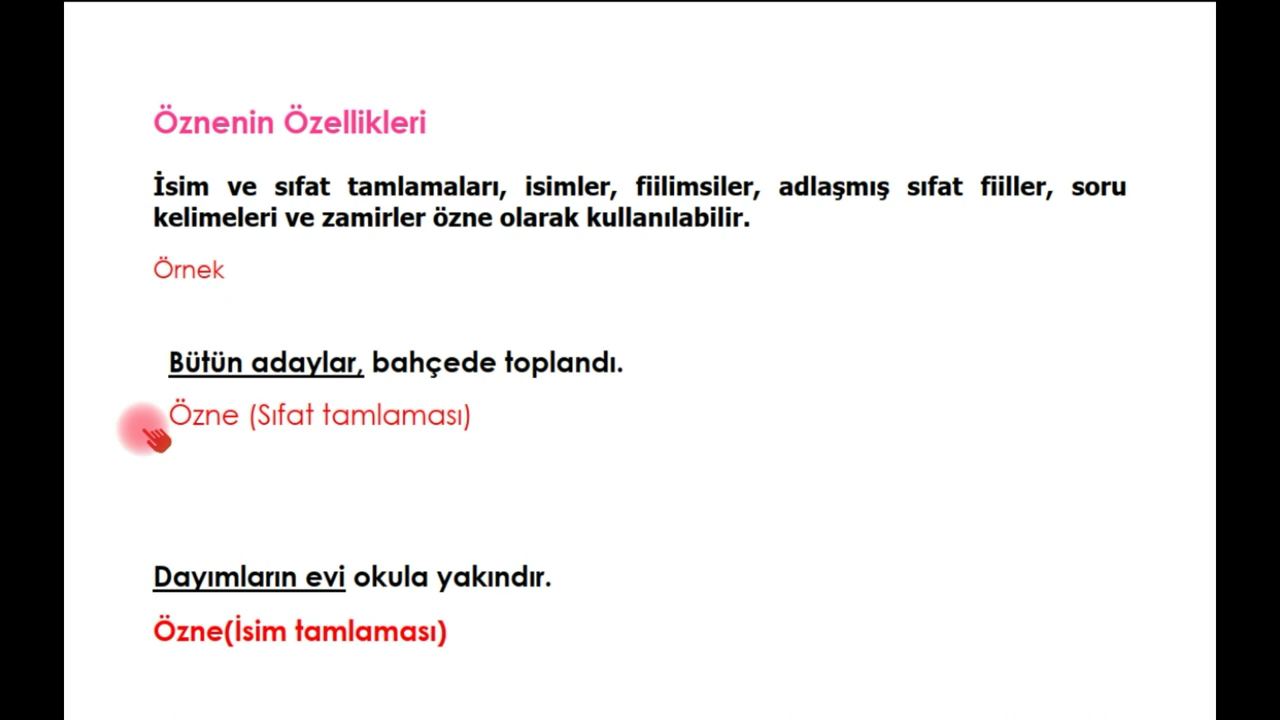 Öznenin Özellikleri
İsim ve sıfat tamlamaları, isimler, fiilimsiler, adlaşmış sıfat fiiller, soru
kelimeleri ve zamirler özne olarak kullanılabilir.
Örnek
Bütün adaylar, bahçede toplandı.
Özne (Sıfat tamlaması)
Dayımların evi okula yakındır.
Özne(İsim tamlaması)